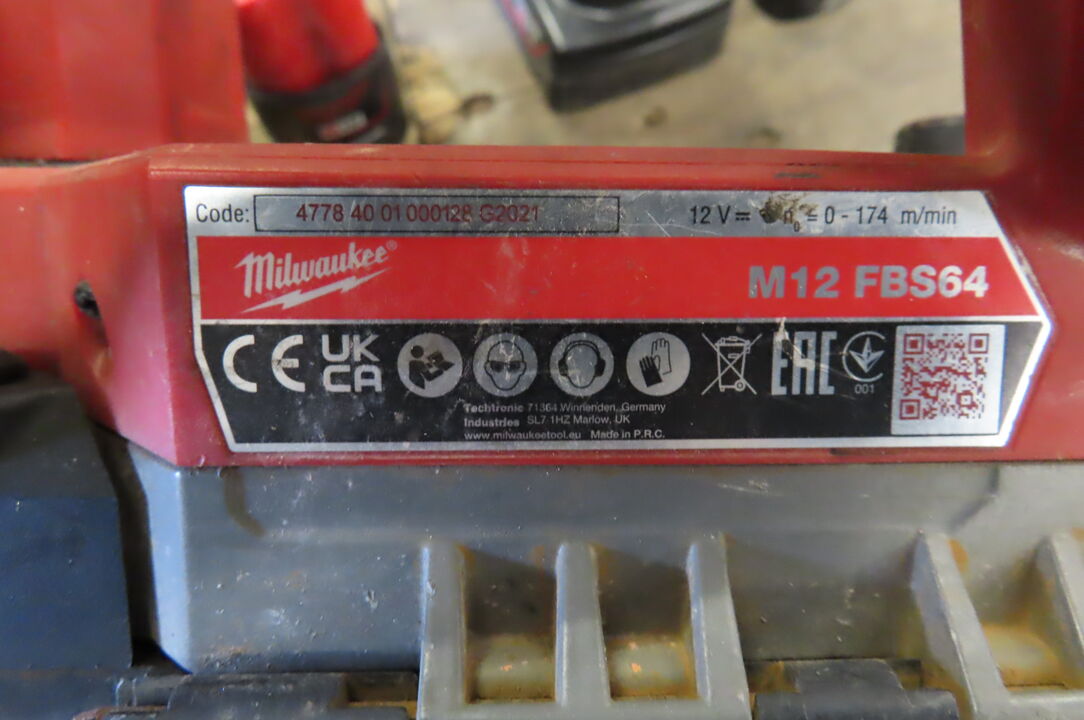 Code: 4778 40 01 000128 G2021 12 V n₀ = 0 - 174 m/min
Milwaukee® M12 FBS64
CE UK CA EAC 001
Techtronic 71364 Winnenden, Germany
Industries SL7 1HZ Marlow, UK
www.milwaukeetool.eu Made in P.R.C.